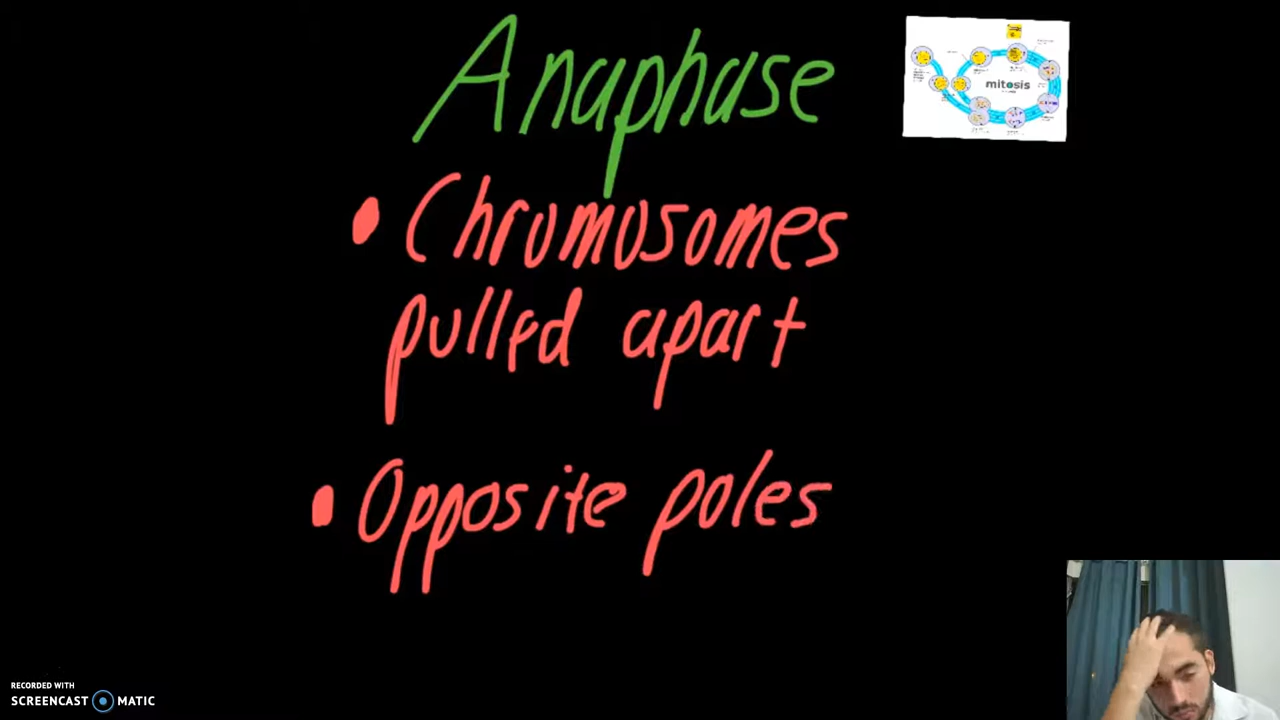 Anaphase
mitosis
• Chromosomes
pulled apart
• Opposite poles
RECORDED WITH
SCREENCAST MATIC